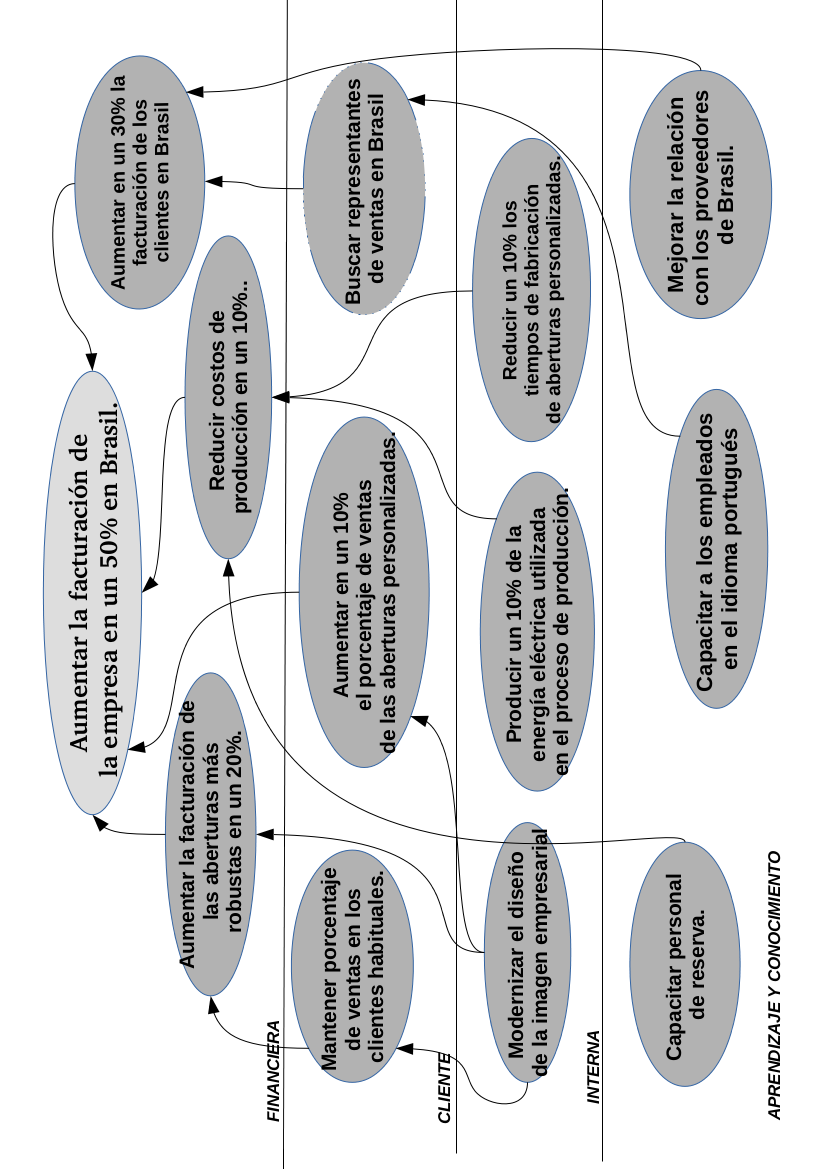 Aumentar la facturación de
la empresa en un 50% en Brasil.
Aumentar la facturación de
las aberturas más
robustas en un 20%.
Reducir costos de
producción en un 10%..
Aumentar en un 30% la
facturación de los
clientes en Brasil
FINANCIERA
Mantener porcentaje
de ventas en los
clientes habituales.
Aumentar en un 10%
el porcentaje de ventas
de las aberturas personalizadas.
Buscar representantes
de ventas en Brasil
CLIENTE
Modernizar el diseño
de la imagen empresarial
Producir un 10% de la
energía eléctrica utilizada
en el proceso de producción.
Reducir un 10% los
tiempos de fabricación
de aberturas personalizadas.
INTERNA
Capacitar personal
de reserva.
Capacitar a los empleados
en el idioma portugués
Mejorar la relación
con los proveedores
de Brasil.
APRENDIZAJE Y CONOCIMIENTO